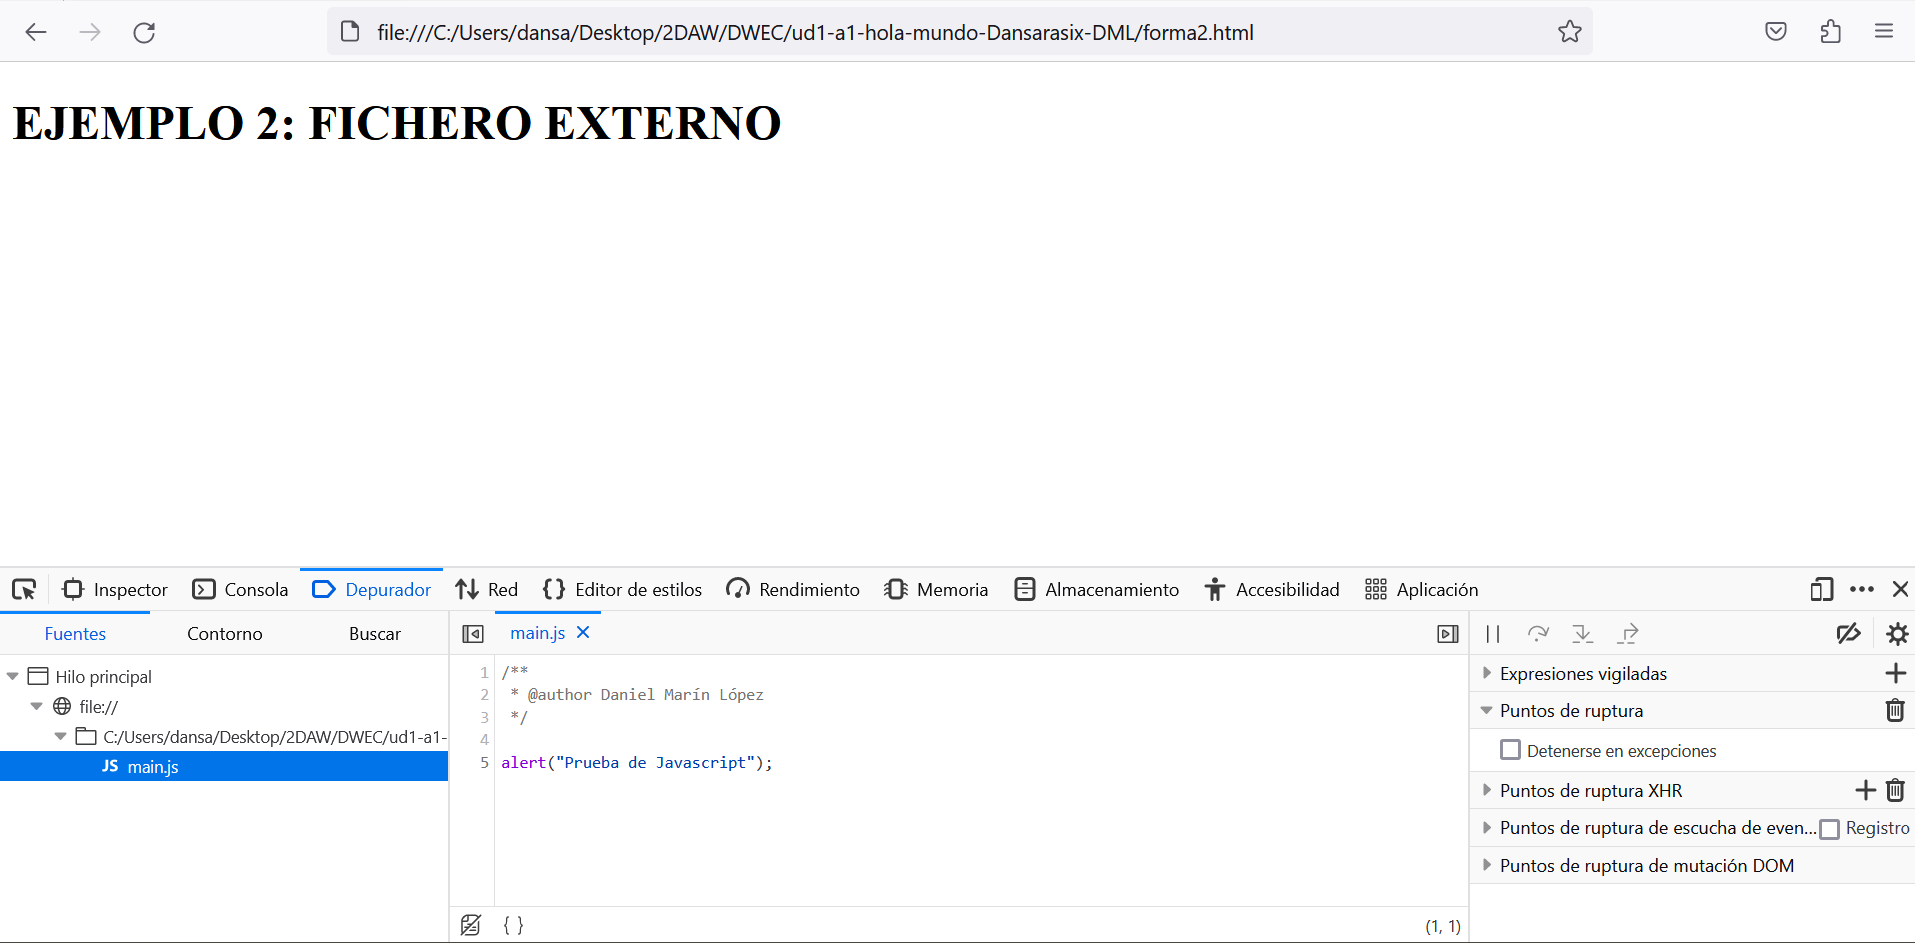 file:///C:/Users/dansa/Desktop/2DAW/DWEC/ud1-a1-hola-mundo-Dansarasix-DML/forma2.html
EJEMPLO 2: FICHERO EXTERNO
Inspector Consola Depurador Red Editor de estilos Rendimiento Memoria Almacenamiento Accesibilidad Aplicación
Fuentes Contorno Buscar
Hilo principal
file://
C:/Users/dansa/Desktop/2DAW/DWEC/ud1-a1-
JS main.js
main.js
1 /**
2  * @author Daniel Marín López
3  */
4
5 alert("Prueba de Javascript");
{ } (1, 1)
Expresiones vigiladas
Puntos de ruptura
Detenerse en excepciones
Puntos de ruptura XHR
Puntos de ruptura de escucha de even... Registro
Puntos de ruptura de mutación DOM